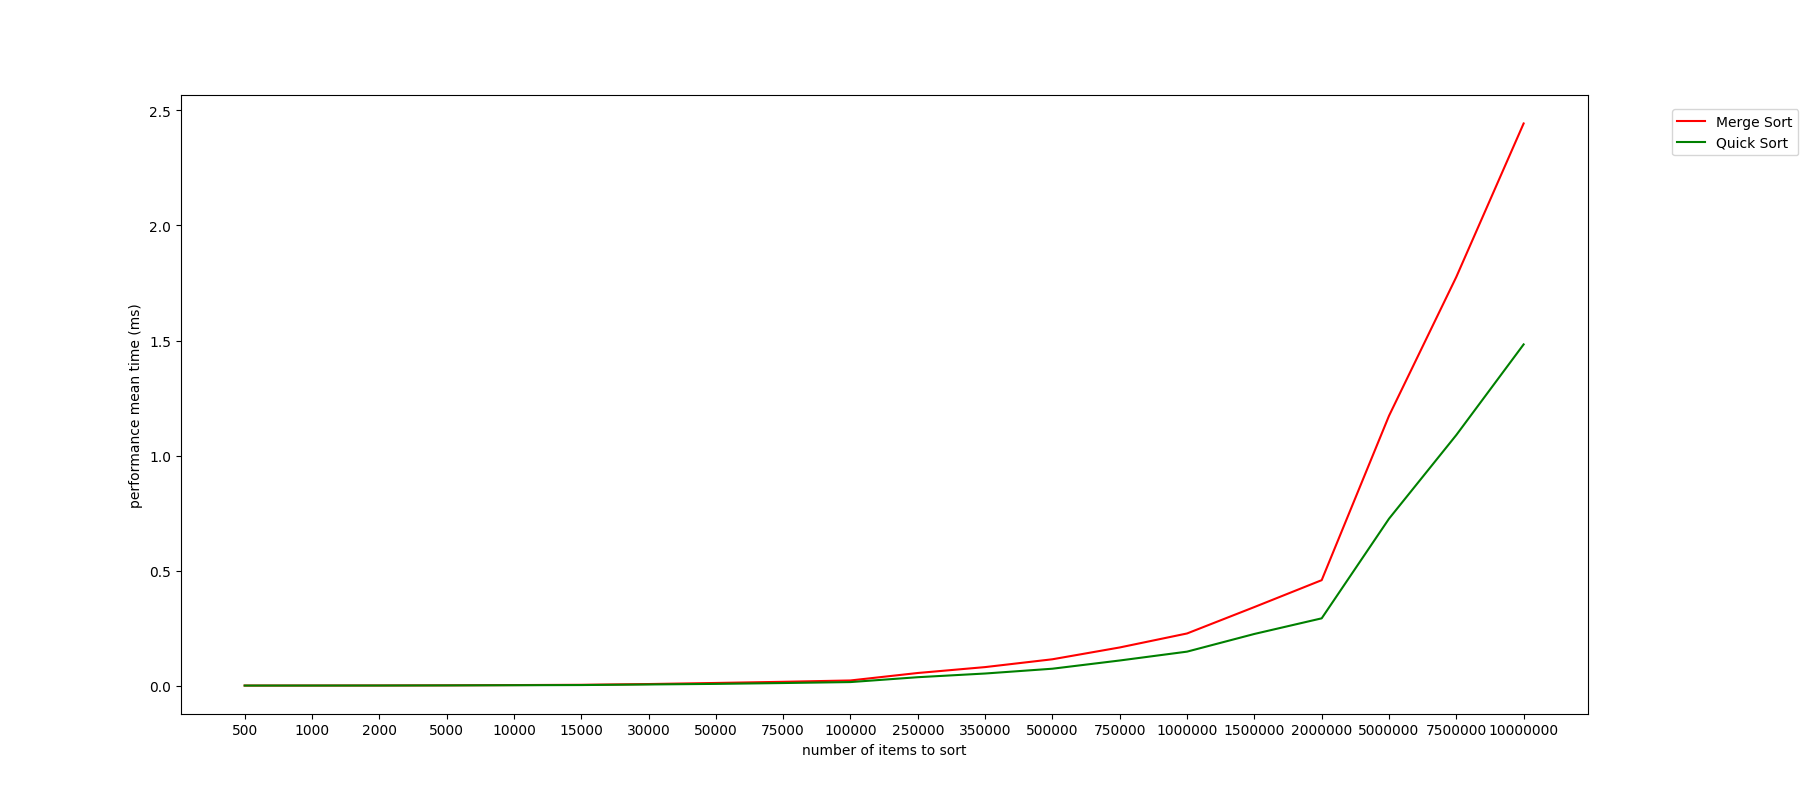 2.5
2.0
1.5
1.0
0.5
0.0
performance mean time (ms)
500 1000 2000 5000 10000 15000 30000 50000 75000 100000 250000 350000 500000 750000 1000000 1500000 2000000 5000000 7500000 10000000
number of items to sort
Merge Sort
Quick Sort